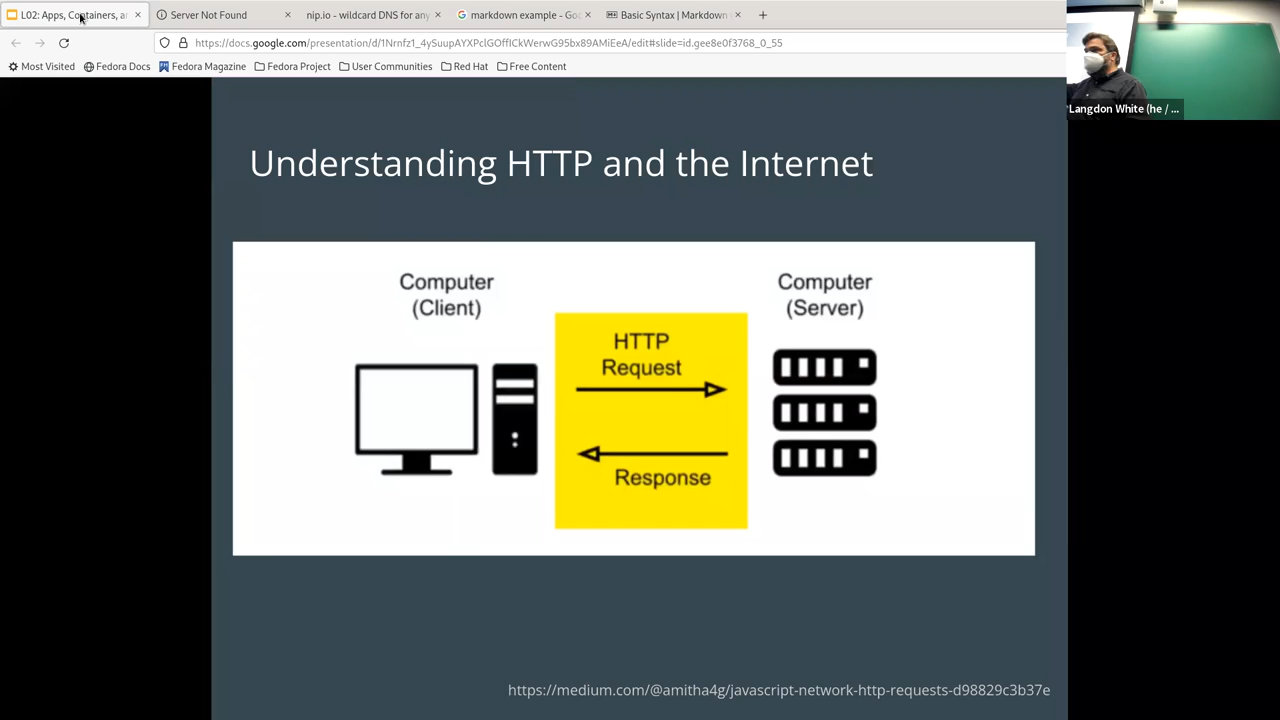 L02: Apps, Containers, ar
Server Not Found
nip.io - wildcard DNS for any
markdown example - Goo
Basic Syntax | Markdown
https://docs.google.com/presentation/d/1Nrnfz1_4ySuupAYXPclGOffICkWerwG95bx89AMiEeA/edit#slide=id.gee8e0f3768_0_55
Most Visited
Fedora Docs
Fedora Magazine
Fedora Project
User Communities
Red Hat
Free Content
Langdon White (he / ...
Understanding HTTP and the Internet
Computer
(Client)
HTTP
Request
Response
Computer
(Server)
https://medium.com/@amitha4g/javascript-network-http-requests-d98829c3b37e